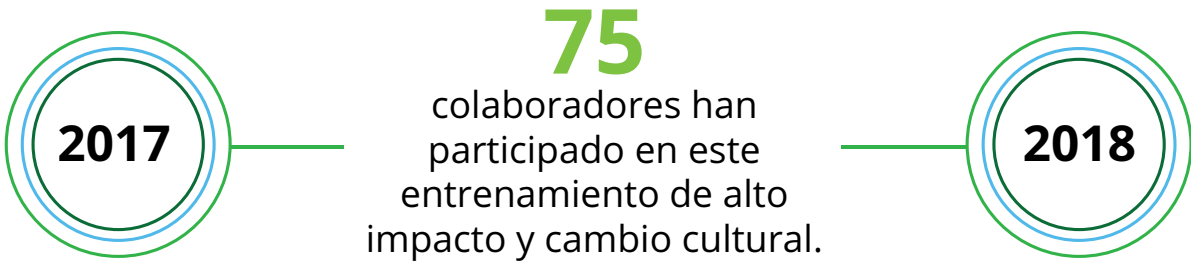 2017
75
colaboradores han
participado en este
entrenamiento de alto
impacto y cambio cultural.
2018